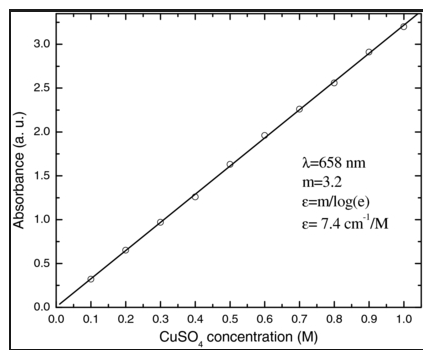 3.0
2.5
2.0
1.5
1.0
0.5
0.0
Absorbance (a. u.)
λ=658 nm
m=3.2
ε=m/log(e)
ε= 7.4 cm⁻¹/M
0.0 0.1 0.2 0.3 0.4 0.5 0.6 0.7 0.8 0.9 1.0
CuSO₄ concentration (M)